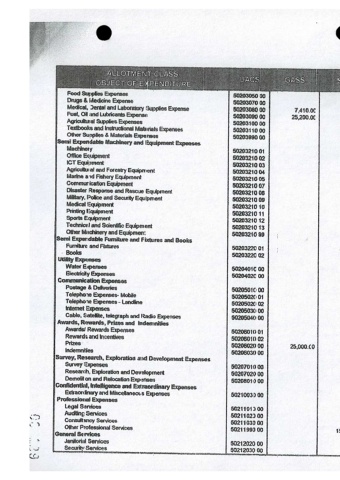 ALLOTMENT CLASS
OBJECT OF EXPENDITURE UACS GASS
Food Supplies Expenses 50203050 00
Drugs & Medicine Expense 50203070 00
Medical, Dental and Laboratory Supplies Expense 50203080 00 7,410.00
Fuel, Oil and Lubricants Expense 50203090 00 25,200.00
Agricultural Supplies Expenses 50203100 00
Textbooks and Instructional Materials Expenses 50203110 00
Other Supplies & Materials Expenses 50203990 00
Semi Expendable Machinery and Equipment Expenses
Machinery 50203210 01
Office Equipment 50203210 02
ICT Equipment 50203210 03
Agricultural and Forestry Equipment 50203210 04
Marine and Fishery Equipment 50203210 05
Communication Equipment 50203210 07
Disaster Response and Rescue Equipment 50203210 08
Military, Police and Security Equipment 50203210 09
Medical Equipment 50203210 10
Printing Equipment 50203210 11
Sports Equipment 50203210 12
Technical and Scientific Equipment 50203210 13
Other Machinery and Equipment 50203210 99
Semi Expendable Furniture and Fixtures and Books
Furniture and Fixtures 50203220 01
Books 50203220 02
Utility Expenses
Water Expenses 50204010 00
Electricity Expenses 50204020 00
Communication Expenses
Postage & Deliveries 50205010 00
Telephone Expenses- Mobile 50205020 01
Telephone Expenses - Landline 50205020 02
Internet Expenses 50205030 00
Cable, Satellite, telegraph and Radio Expenses 50205040 00
Awards, Rewards, Prizes and Indemnities
Awards/ Rewards Expenses 50206010 01
Rewards and Incentives 50206010 02
Prizes 50206020 00 25,000.00
Indemnities 50206030 00
Survey, Research, Exploration and Development Expenses
Survey Expenses 50207010 00
Research, Exploration and Development 50207020 00
Demolition and Relocation Expenses 50208010 00
Confidential, Intelligence and Extraordinary Expenses
Extraordinary and Miscellaneous Expenses 50210030 00
Professional Expenses
Legal Services 50211010 00
Auditing Services 50211020 00
Consultancy Services 50211030 00
Other Professional Services 50211990 00
General Services
Janitorial Services 50212020 00
Security Services 50212030 00